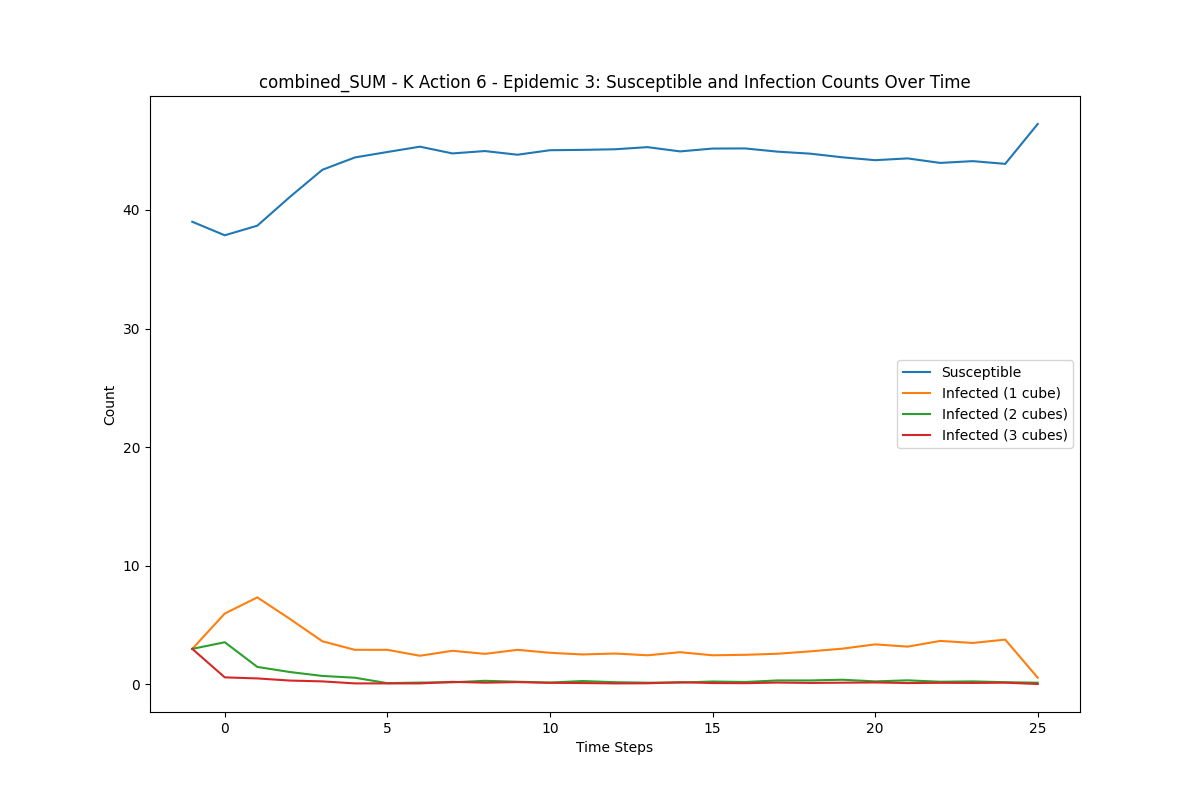 combined_SUM - K Action 6 - Epidemic 3: Susceptible and Infection Counts Over Time
Count
40
30
20
10
0
Susceptible
Infected (1 cube)
Infected (2 cubes)
Infected (3 cubes)
0 5 10 15 20 25
Time Steps